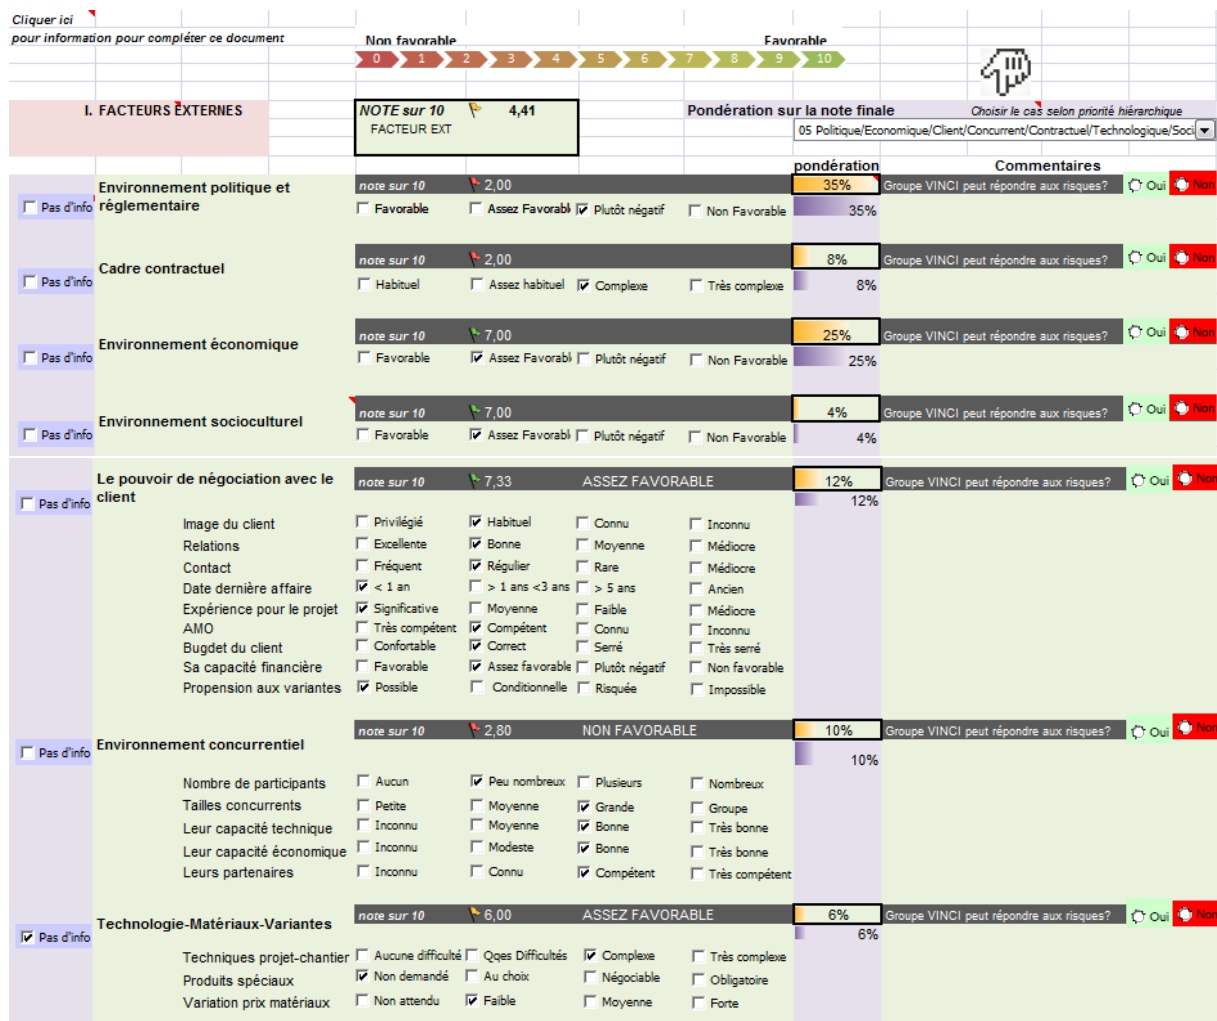 Cliquer ici
pour information pour compléter ce document
Non favorable Favorable
0 1 2 3 4 5 6 7 8 9 10
I. FACTEURS EXTERNES NOTE sur 10 4,41 Pondération sur la note finale Choisir le cas selon priorité hiérarchique
FACTEUR EXT 05 Politique/Economique/Client/Concurrent/Contractuel/Technologique/Soci
pondération Commentaires
Environnement politique et note sur 10 2,00 35% Groupe VINCI peut répondre aux risques? Oui Non
Pas d'info réglementaire Favorable Assez Favorabl Plutôt négatif Non Favorable 35%
Cadre contractuel note sur 10 2,00 8% Groupe VINCI peut répondre aux risques? Oui Non
Pas d'info Habituel Assez habituel Complexe Très complexe 8%
Environnement économique note sur 10 7,00 25% Groupe VINCI peut répondre aux risques? Oui Non
Pas d'info Favorable Assez Favorabl Plutôt négatif Non Favorable 25%
Environnement socioculturel note sur 10 7,00 4% Groupe VINCI peut répondre aux risques? Oui Non
Pas d'info Favorable Assez Favorabl Plutôt négatif Non Favorable 4%
Le pouvoir de négociation avec le note sur 10 7,33 ASSEZ FAVORABLE 12% Groupe VINCI peut répondre aux risques? Oui Non
Pas d'info client 12%
Image du client Privilégié Habituel Connu Inconnu
Relations Excellente Bonne Moyenne Médiocre
Contact Fréquent Régulier Rare Médiocre
Date dernière affaire < 1 an > 1 ans <3 ans > 5 ans Ancien
Expérience pour le projet Significative Moyenne Faible Médiocre
AMO Très compétent Compétent Connu Inconnu
Bugdet du client Confortable Correct Serré Très serré
Sa capacité financière Favorable Assez favorable Plutôt négatif Non favorable
Propension aux variantes Possible Conditionnelle Risquée Impossible
Environnement concurrentiel note sur 10 2,80 NON FAVORABLE 10% Groupe VINCI peut répondre aux risques? Oui Non
Pas d'info 10%
Nombre de participants Aucun Peu nombreux Plusieurs Nombreux
Tailles concurrents Petite Moyenne Grande Groupe
Leur capacité technique Inconnu Moyenne Bonne Très bonne
Leur capacité économique Inconnu Modeste Bonne Très bonne
Leurs partenaires Inconnu Connu Compétent Très compétent
Technologie-Matériaux-Variantes note sur 10 6,00 ASSEZ FAVORABLE 6% Groupe VINCI peut répondre aux risques? Oui Non
Pas d'info 6%
Techniques projet-chantier Aucune difficulté Qqes Difficultés Complexe Très complexe
Produits spéciaux Non demandé Au choix Négociable Obligatoire
Variation prix matériaux Non attendu Faible Moyenne Forte